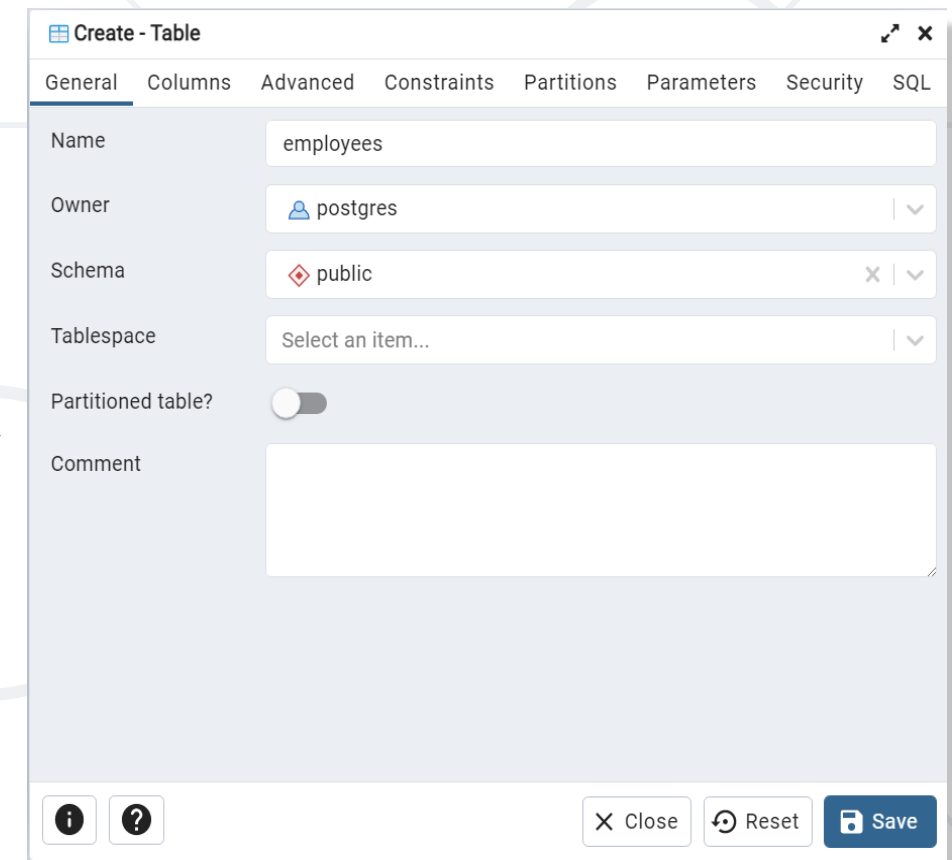 Create - Table
General Columns Advanced Constraints Partitions Parameters Security SQL
Name employees
Owner postgres
Schema public
Tablespace Select an item...
Partitioned table?
Comment
Close Reset Save